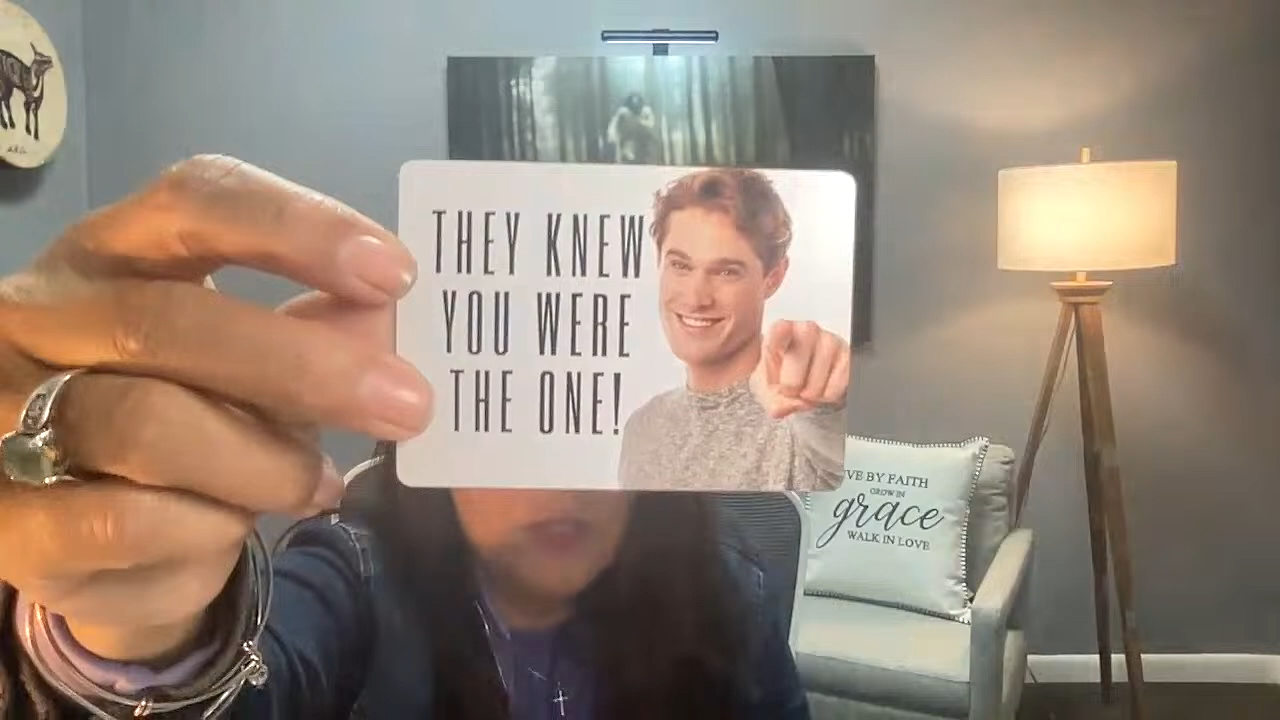 THEY KNEW
YOU WERE
THE ONE!
VE BY FAITH
GROW IN
grace
WALK IN LOVE